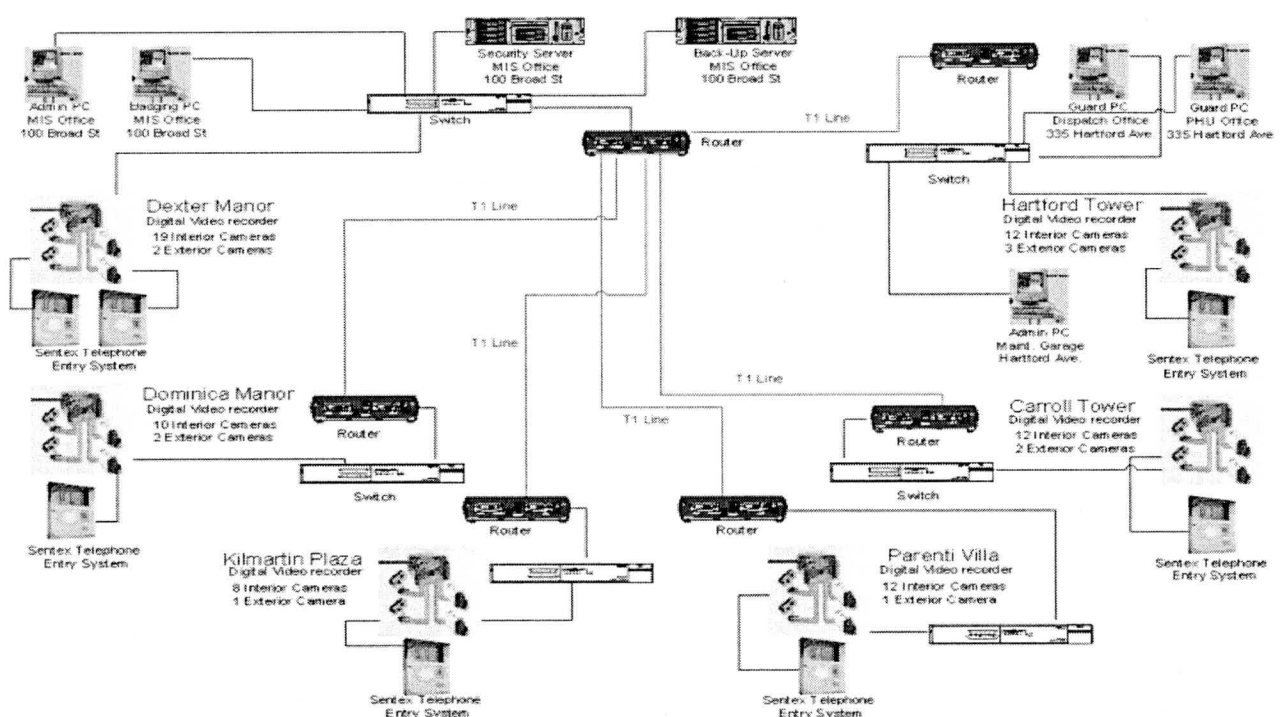 Security Server
MIS Office
100 Broad St
Back-Up Server
MIS Office
100 Broad St
Router
Admin PC
MIS Office
100 Broad St
Badging PC
MIS Office
100 Broad St
Switch
Router
T1 Line
Guard PC
Dispatch Office
335 Hartford Ave
Guard PC
PHU Office
335 Hartford Ave
Switch
Dexter Manor
Digital Video recorder
19 Interior Cameras
2 Exterior Cameras
Sentex Telephone
Entry System
T1 Line
Hartford Tower
Digital Video recorder
12 Interior Cameras
3 Exterior Cameras
Admin PC
Maint. Garage
Hartford Ave.
Sentex Telephone
Entry System
T1 Line
T1 Line
T1 Line
Dominica Manor
Digital Video recorder
10 Interior Cameras
2 Exterior Cameras
Router
Switch
Sentex Telephone
Entry System
Carroll Tower
Digital Video recorder
12 Interior Cameras
2 Exterior Cameras
Router
Switch
Sentex Telephone
Entry System
Router
Kilmartin Plaza
Digital Video recorder
8 Interior Cameras
1 Exterior Camera
Sentex Telephone
Entry System
Router
Parenti Villa
Digital Video recorder
12 Interior Cameras
1 Exterior Camera
Sentex Telephone
Entry System